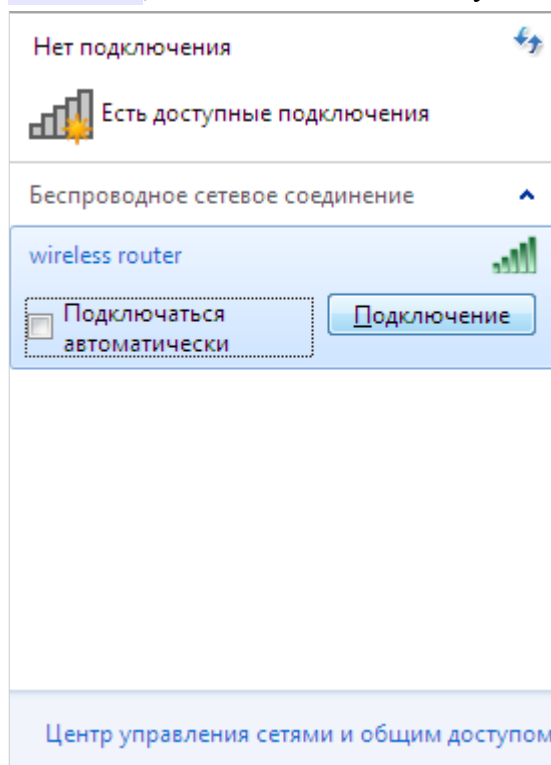 Нет подключения
Есть доступные подключения
Беспроводное сетевое соединение
wireless router
Подключаться
автоматически
Подключение
Центр управления сетями и общим доступом